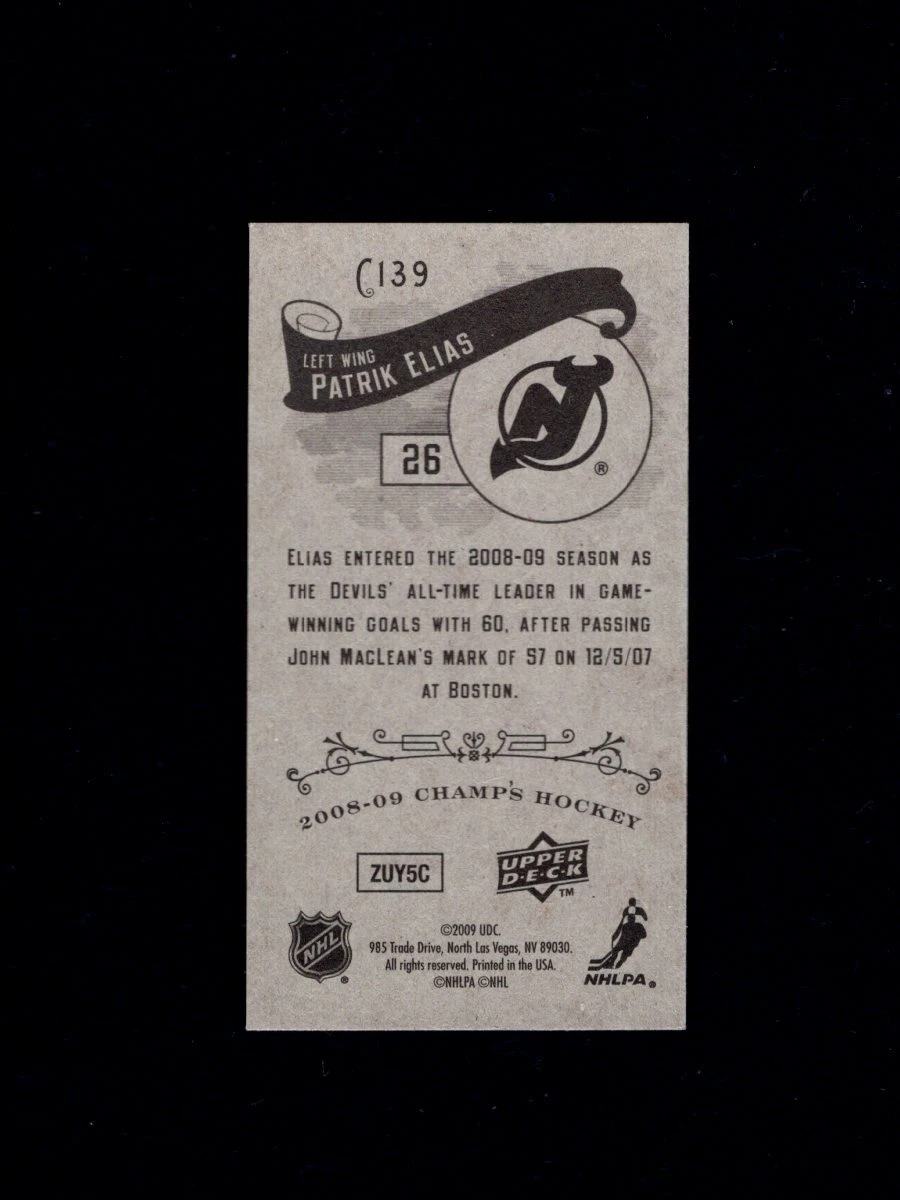 C139
LEFT WING
PATRIK ELIAS
26
®
ELIAS ENTERED THE 2008-09 SEASON AS
THE DEVILS' ALL-TIME LEADER IN GAME-
WINNING GOALS WITH 60, AFTER PASSING
JOHN MACLEAN'S MARK OF 57 ON 12/5/07
AT BOSTON.
2008-09 CHAMP'S HOCKEY
ZUY5C
UPPER
D·E·C·K
TM
NHL
®
©2009 UDC.
985 Trade Drive, North Las Vegas, NV 89030.
All rights reserved. Printed in the USA.
©NHLPA ©NHL
NHLPA®